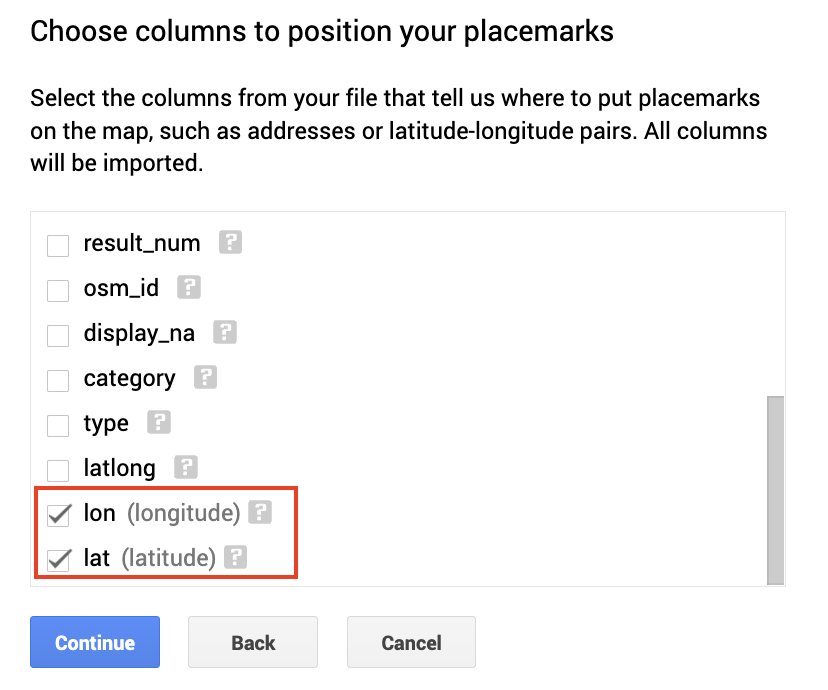 Choose columns to position your placemarks
Select the columns from your file that tell us where to put placemarks
on the map, such as addresses or latitude-longitude pairs. All columns
will be imported.
result_num ?
osm_id ?
display_na ?
category ?
type ?
latlong ?
lon (longitude) ?
lat (latitude) ?
Continue Back Cancel